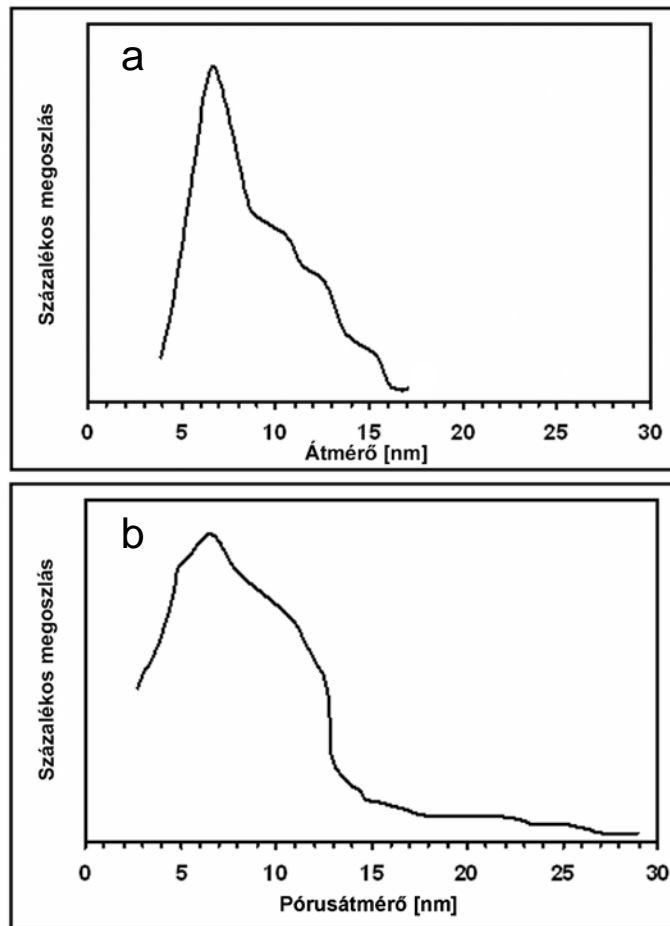 a
Százalékos megoszlás
0 5 10 15 20 25 30
Átmérő [nm]
b
Százalékos megoszlás
0 5 10 15 20 25 30
Pórusátmérő [nm]